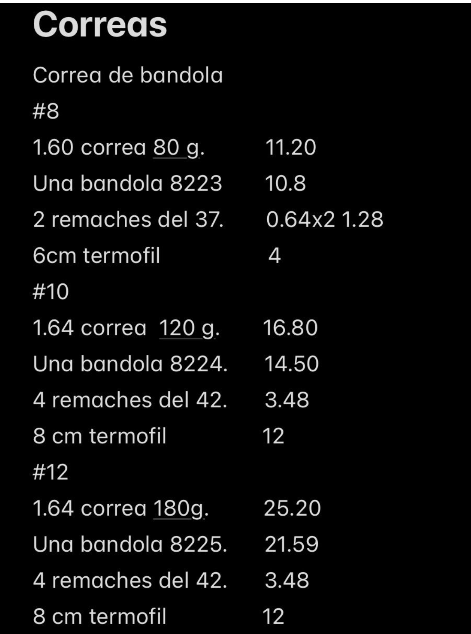 Correas
Correa de bandola
#8
1.60 correa 80 g. 11.20
Una bandola 8223 10.8
2 remaches del 37. 0.64x2 1.28
6cm termofil 4
#10
1.64 correa 120 g. 16.80
Una bandola 8224. 14.50
4 remaches del 42. 3.48
8 cm termofil 12
#12
1.64 correa 180g. 25.20
Una bandola 8225. 21.59
4 remaches del 42. 3.48
8 cm termofil 12